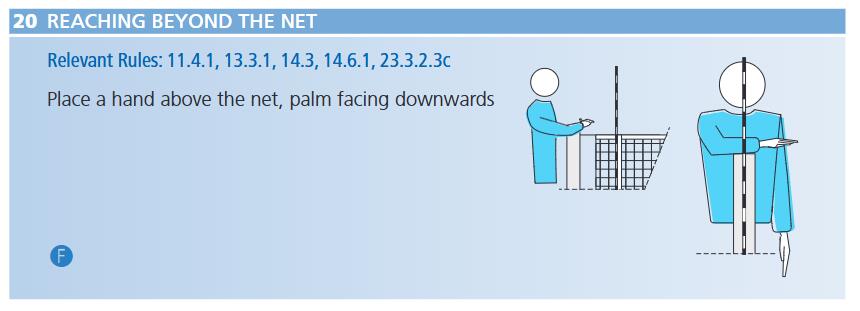 20 REACHING BEYOND THE NET
Relevant Rules: 11.4.1, 13.3.1, 14.3, 14.6.1, 23.3.2.3c
Place a hand above the net, palm facing downwards
F